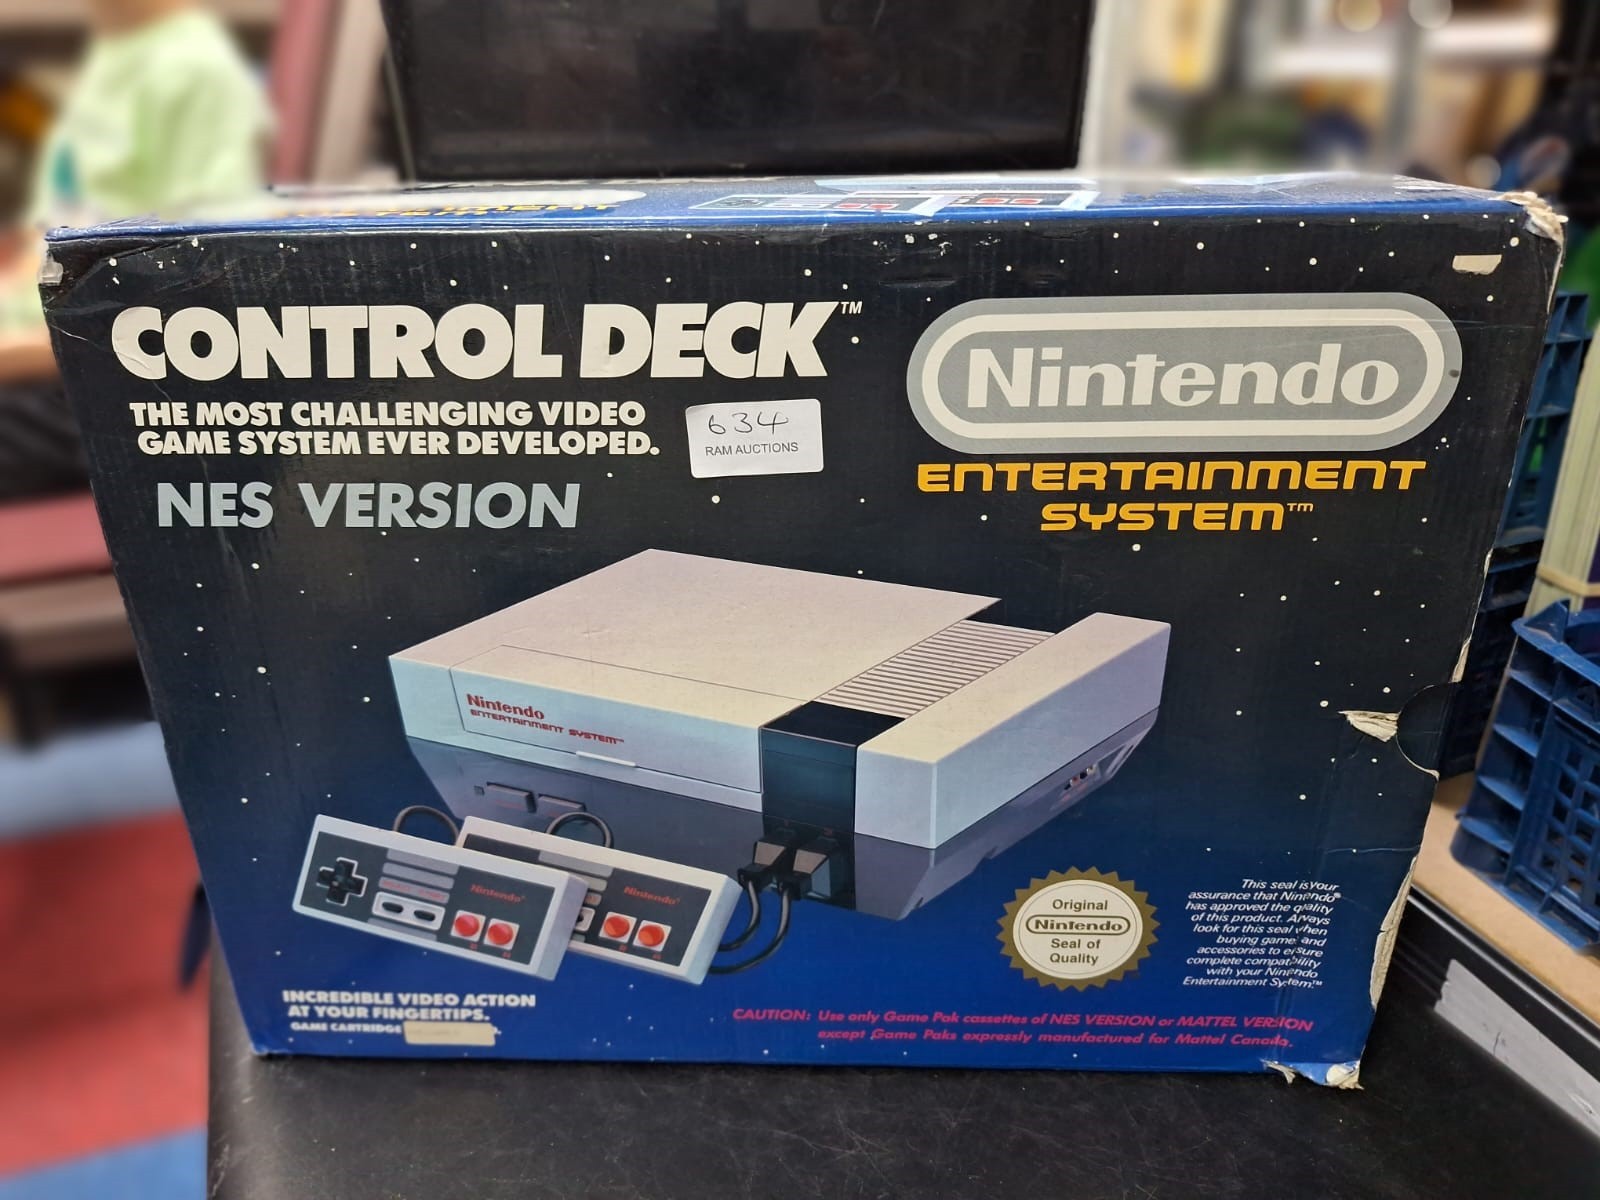 CONTROL DECK™
THE MOST CHALLENGING VIDEO
GAME SYSTEM EVER DEVELOPED.
NES VERSION
634
RAM AUCTIONS
Nintendo
ENTERTAINMENT
SYSTEM™
Nintendo
ENTERTAINMENT SYSTEM™
Nintendo®
Nintendo®
Original
Nintendo
Seal of
Quality
This seal is your
assurance that Nintendo®
has approved the quality
of this product. Always
look for this seal when
buying games and
accessories to ensure
complete compatibility
with your Nintendo
Entertainment System.™
INCREDIBLE VIDEO ACTION
AT YOUR FINGERTIPS.
GAME CARTRIDGE
CAUTION: Use only Game Pak cassettes of NES VERSION or MATTEL VERSION
except Game Paks expressly manufactured for Mattel Canada.